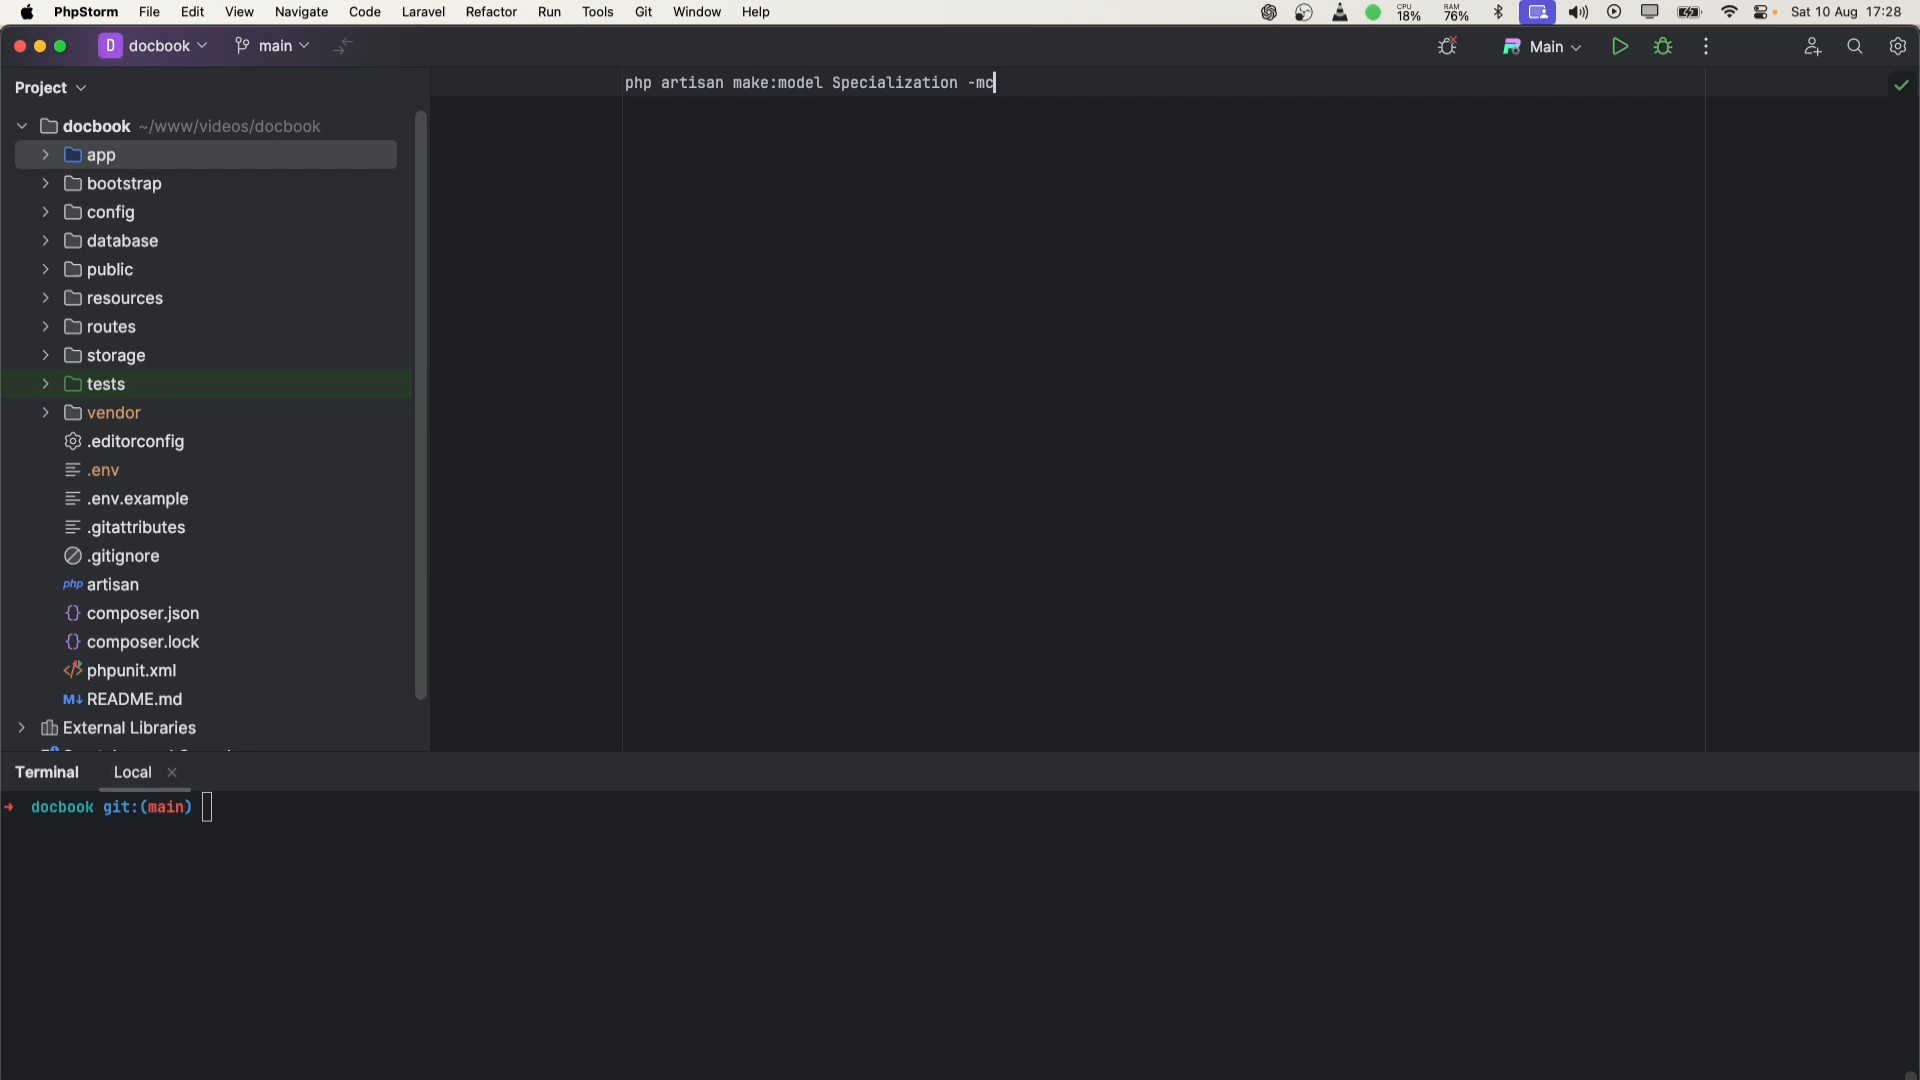 PhpStorm File Edit View Navigate Code Laravel Refactor Run Tools Git Window Help CPU 18% RAM 76% Sat 10 Aug 17:28
D docbook main Main
Project
php artisan make:model Specialization -mc
docbook ~/www/videos/docbook
app
bootstrap
config
database
public
resources
routes
storage
tests
vendor
.editorconfig
.env
.env.example
.gitattributes
.gitignore
php artisan
{} composer.json
{} composer.lock
</> phpunit.xml
M↓ README.md
External Libraries
Terminal Local
→ docbook git:(main)